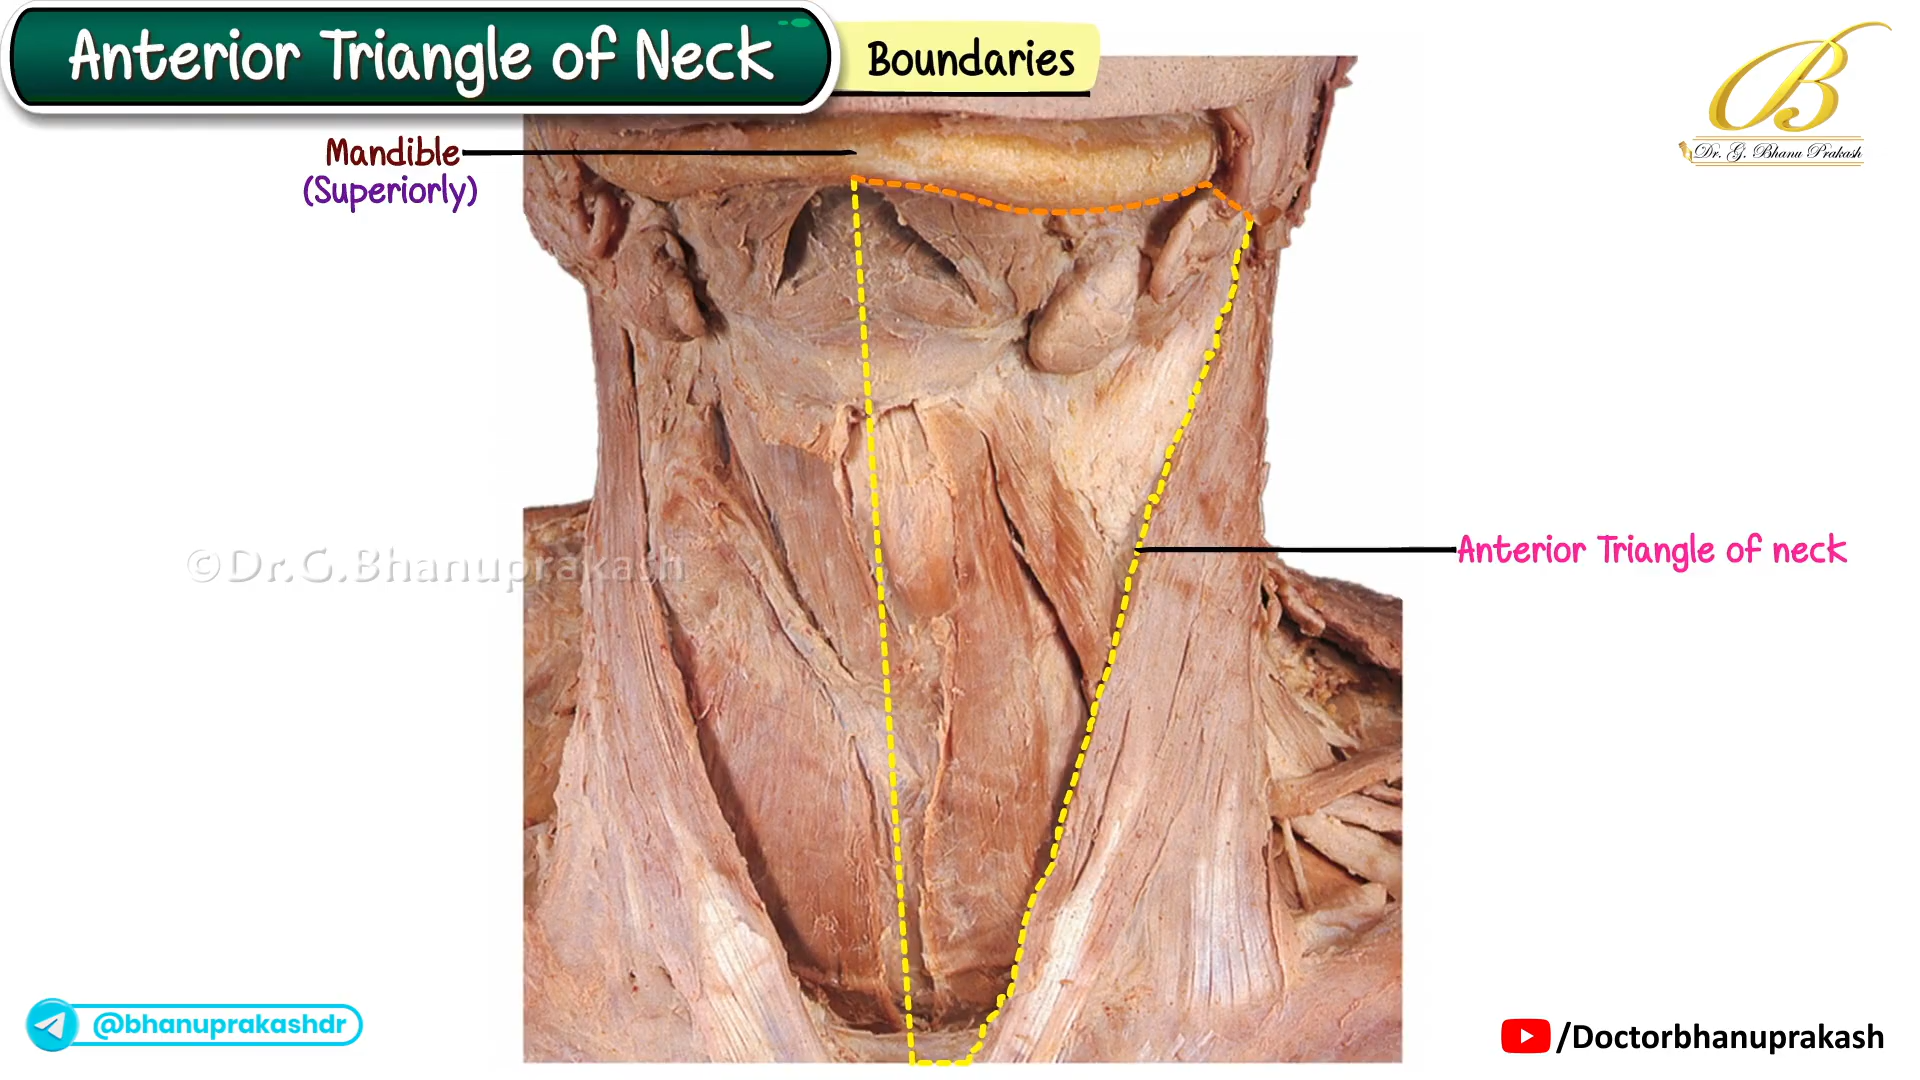 Anterior Triangle of Neck
Boundaries
B
Dr. G. Bhanu Prakash
Mandible
(Superiorly)
Anterior Triangle of neck
©Dr.G.Bhanuprakash
@bhanuprakashdr
/Doctorbhanuprakash